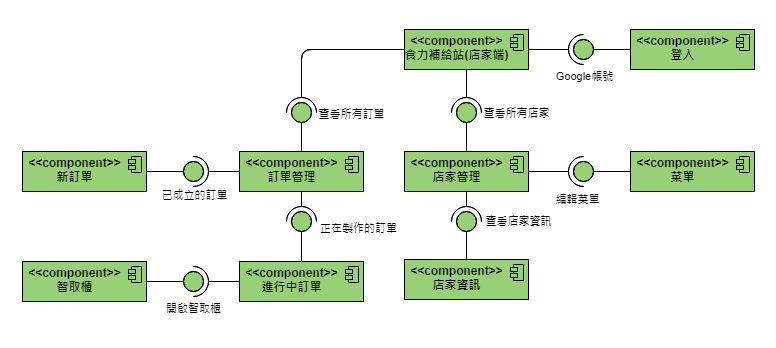 <<component>>
食力補給站(店家端)
<<component>>
登入
Google帳號
查看所有訂單
查看所有店家
<<component>>
新訂單
<<component>>
訂單管理
<<component>>
店家管理
<<component>>
菜單
已成立的訂單
編輯菜單
正在製作的訂單
查看店家資訊
<<component>>
智取櫃
<<component>>
進行中訂單
<<component>>
店家資訊
開啟智取櫃